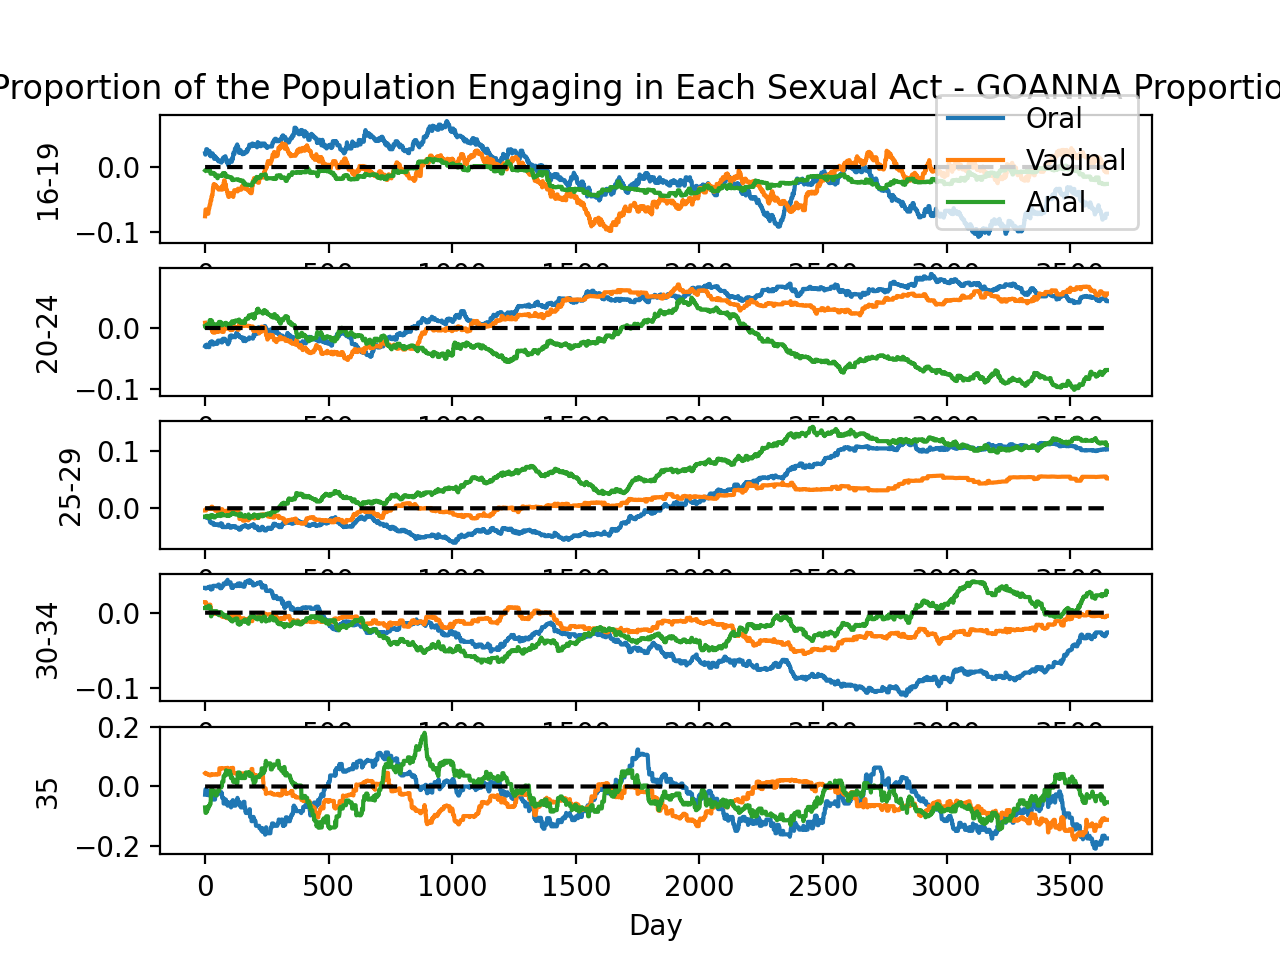 Proportion of the Population Engaging in Each Sexual Act - GOANNA Proportio
Oral
Vaginal
Anal
16-19
0.0
−0.1
20-24
0.0
−0.1
25-29
0.1
0.0
30-34
0.0
−0.1
35
0.2
0.0
−0.2
0 500 1000 1500 2000 2500 3000 3500
Day